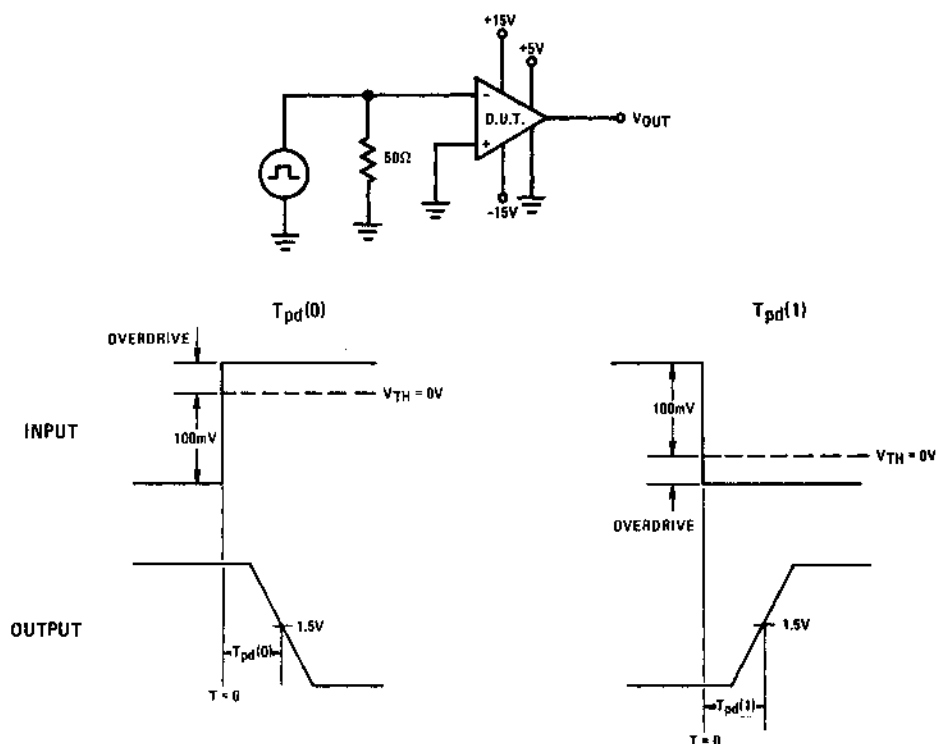 +15V
+5V
-
D.U.T.
VOUT
+
50Ω
-15V
Tpd(0)
Tpd(1)
OVERDRIVE
VTH = 0V
100mV
INPUT
100mV
VTH = 0V
OVERDRIVE
OUTPUT
1.5V
Tpd(0)
T = 0
1.5V
Tpd(1)
T = 0